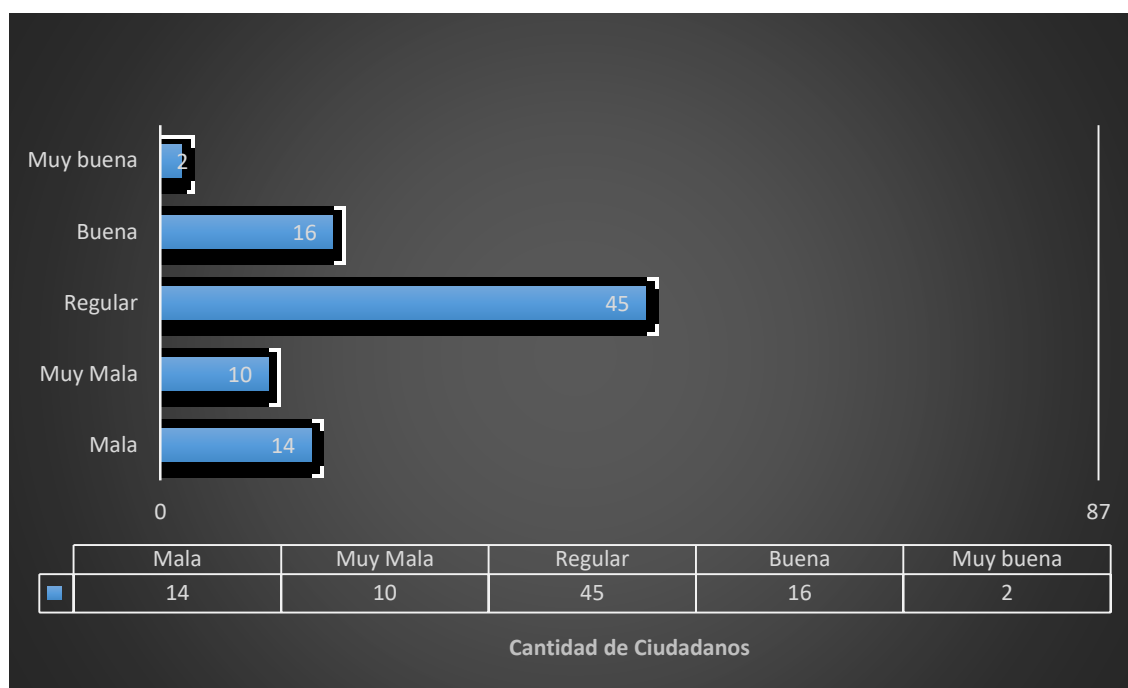 Muy buena 2
Buena 16
Regular 45
Muy Mala 10
Mala 14
0 87
Mala Muy Mala Regular Buena Muy buena
14 10 45 16 2
Cantidad de Ciudadanos